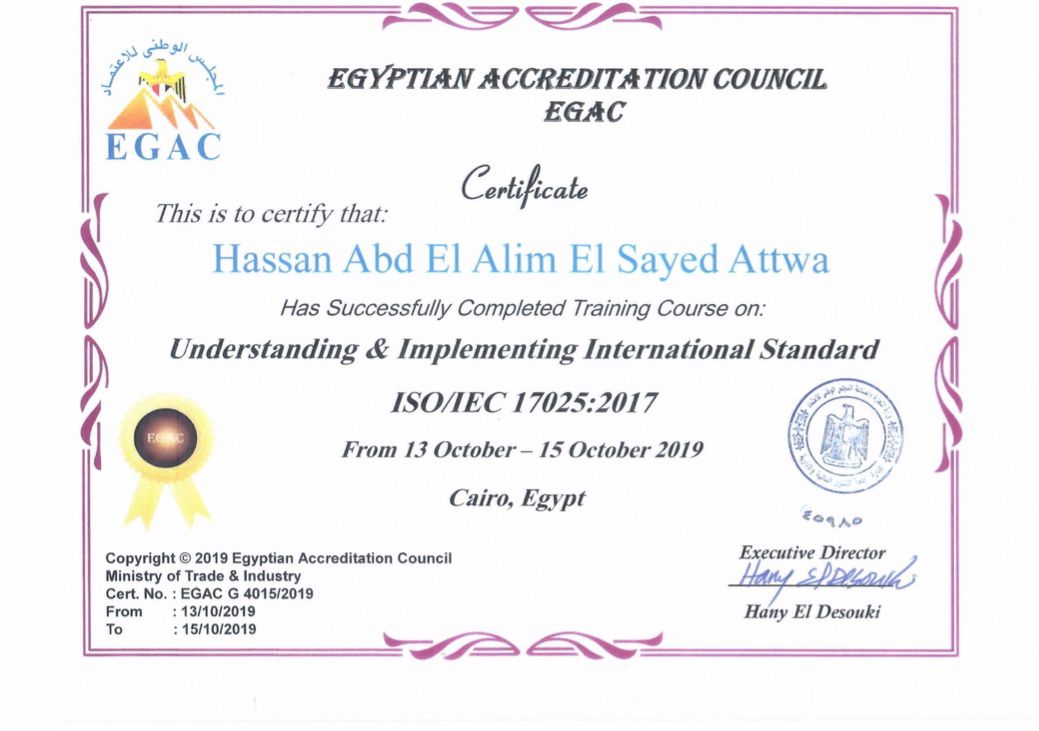 المجلس الوطني للاعتماد
EGAC
EGYPTIAN ACCREDITATION COUNCIL
EGAC
Certificate
This is to certify that:
Hassan Abd El Alim El Sayed Attwa
Has Successfully Completed Training Course on:
Understanding & Implementing International Standard
ISO/IEC 17025:2017
From 13 October – 15 October 2019
Cairo, Egypt
EGAC
٤٥٩٨٥
Copyright © 2019 Egyptian Accreditation Council
Ministry of Trade & Industry
Cert. No. : EGAC G 4015/2019
From : 13/10/2019
To : 15/10/2019
Executive Director
Hany El Desouki
Hany El Desouki